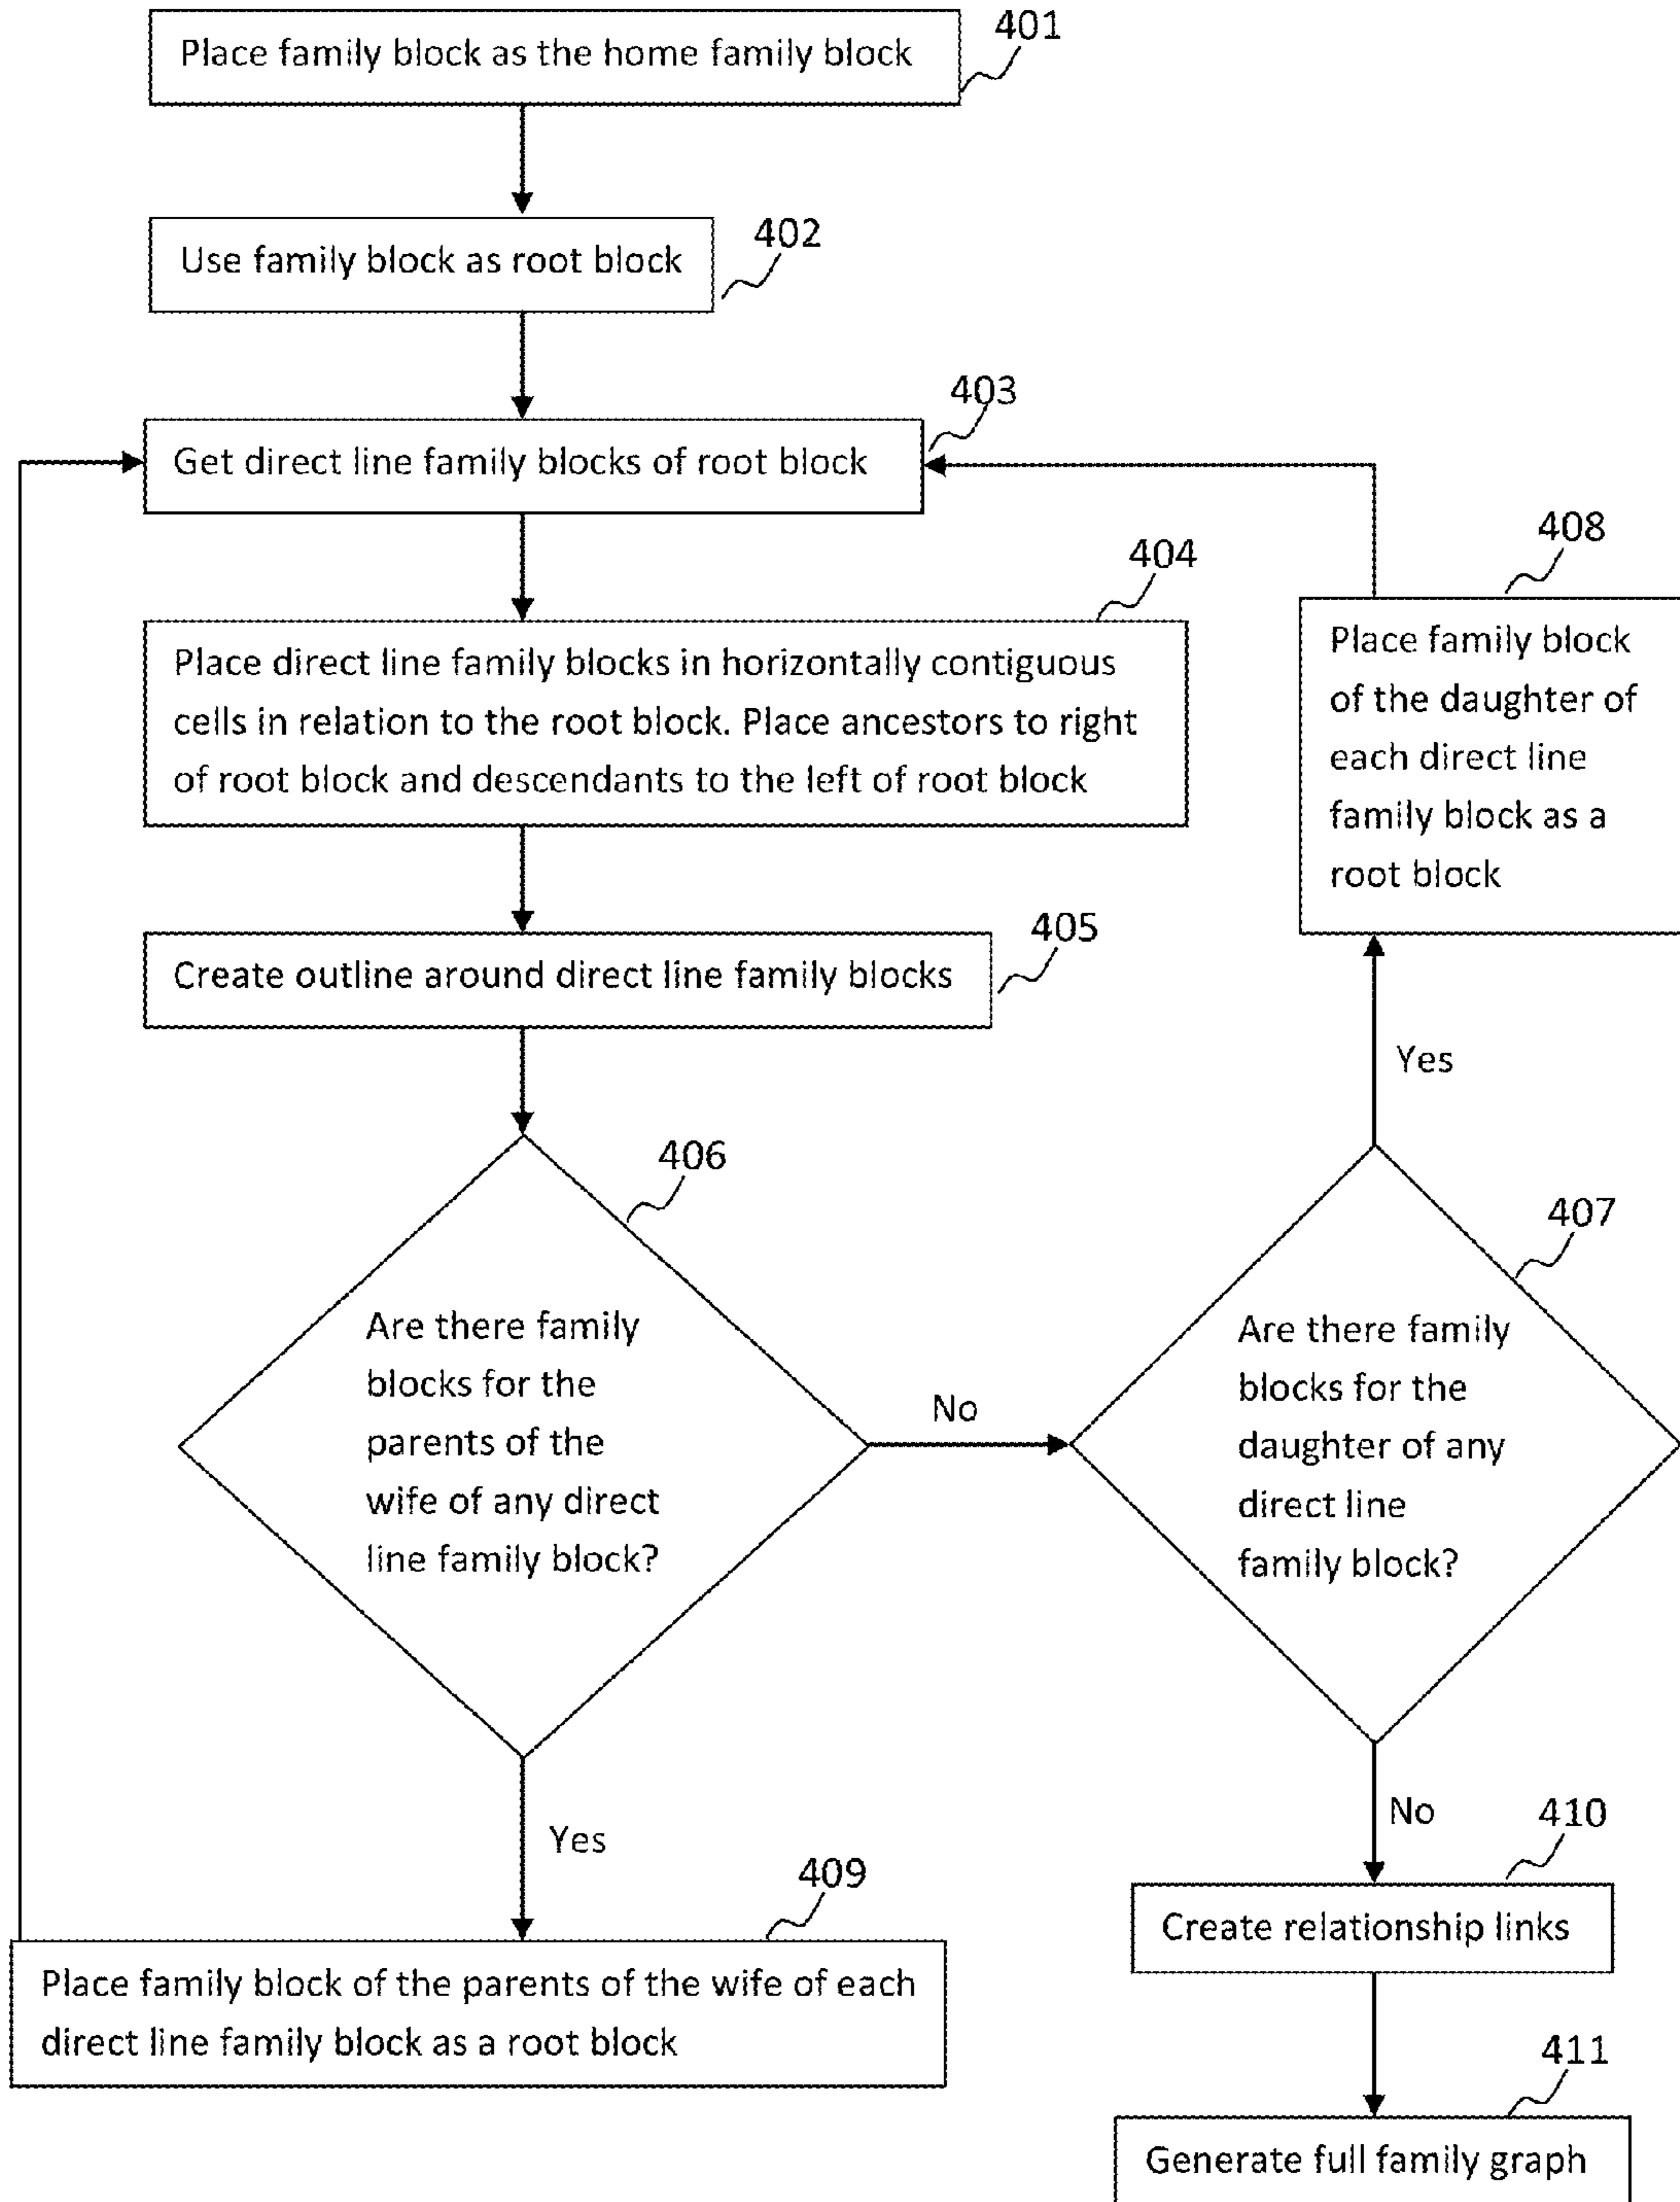 401
Place family block as the home family block
402
Use family block as root block
403
Get direct line family blocks of root block
404
Place direct line family blocks in horizontally contiguous
cells in relation to the root block. Place ancestors to right
of root block and descendants to the left of root block
405
Create outline around direct line family blocks
406
Are there family
blocks for the
parents of the
wife of any direct
line family block?
No
407
Are there family
blocks for the
daughter of any
direct line
family block?
Yes
408
Place family block
of the daughter of
each direct line
family block as a
root block
Yes
409
Place family block of the parents of the wife of each
direct line family block as a root block
No
410
Create relationship links
411
Generate full family graph